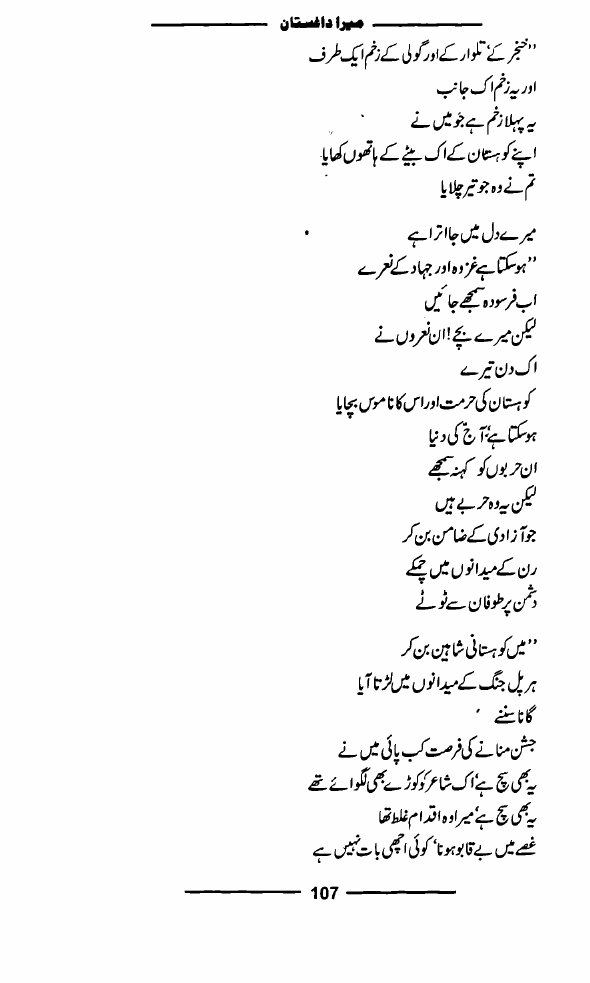 میرا داغستان
’’خنجر کے‘ تلوار کے اور گولی کے زخم ایک طرف
اور یہ زخم اک جانب
یہ پہلا زخم ہے جو میں نے
اپنے کوہستان کے اک بیٹے کے ہاتھوں کھایا
تم نے وہ جو تیر چلایا
میرے دل میں جا اترا ہے
’’ہو سکتا ہے غزوہ اور جہاد کے نعرے
اب فرسودہ سمجھے جائیں
لیکن میرے بچے! ان نعروں نے
اک دن تیرے
کوہستان کی حرمت اور اس کا ناموس بچایا
ہو سکتا ہے‘ آج کی دنیا
ان حربوں کو کہنہ سمجھے
لیکن یہ وہ حربے ہیں
جو آزادی کے ضامن بن کر
رن کے میدانوں میں چمکے
دشمن پر طوفان سے ٹوٹے
’’میں کوہستانی شاہین بن کر
ہر پل جنگ کے میدانوں میں لڑتا آیا
گانا سننے
جشن منانے کی فرصت کب پائی میں نے
یہ بھی سچ ہے‘ اک شاعر کو کوڑے بھی لگوائے تھے
یہ بھی سچ ہے‘ میرا وہ اقدام غلط تھا
غصے میں بے قابو ہونا‘ کوئی اچھی بات نہیں ہے
107